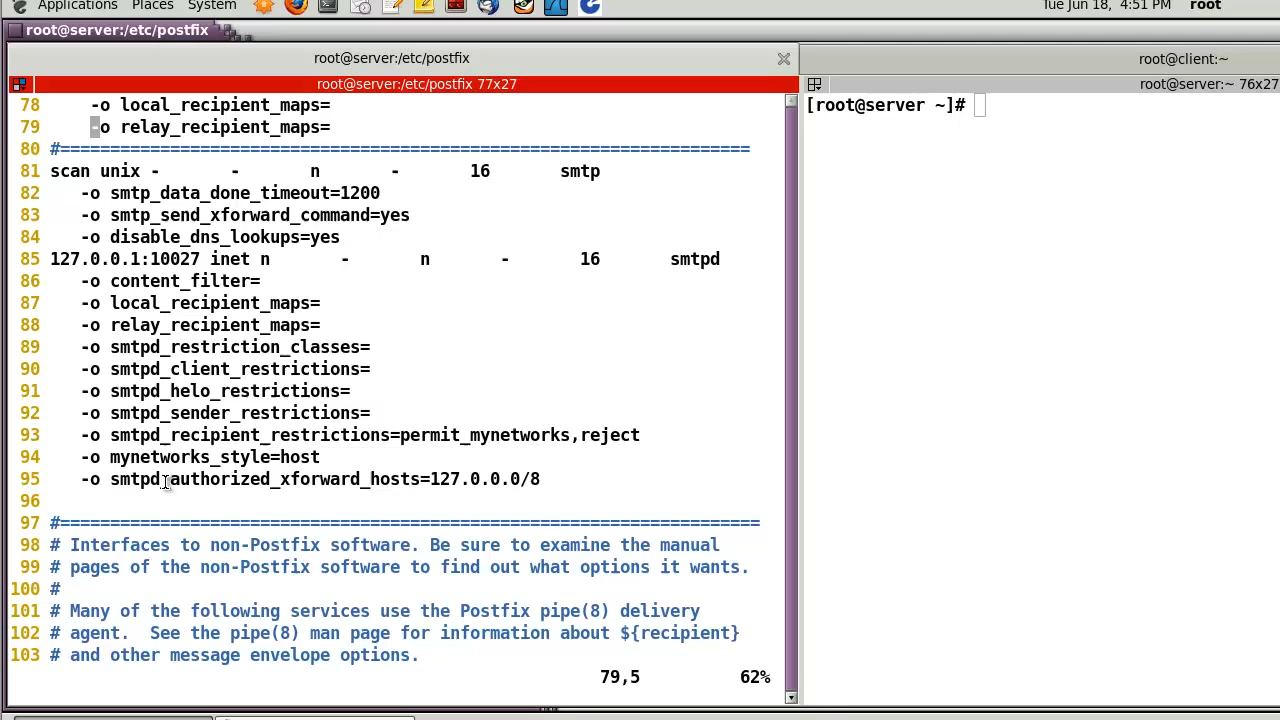 Applications Places System Tue Jun 18, 4:51 PM root
root@server:/etc/postfix
root@server:/etc/postfix root@client:~
root@server:/etc/postfix 77x27 root@server:~ 76x27
78 -o local_recipient_maps=
79 -o relay_recipient_maps=
80 #=====================================================================
81 scan unix - - n - 16 smtp
82 -o smtp_data_done_timeout=1200
83 -o smtp_send_xforward_command=yes
84 -o disable_dns_lookups=yes
85 127.0.0.1:10027 inet n - n - 16 smtpd
86 -o content_filter=
87 -o local_recipient_maps=
88 -o relay_recipient_maps=
89 -o smtpd_restriction_classes=
90 -o smtpd_client_restrictions=
91 -o smtpd_helo_restrictions=
92 -o smtpd_sender_restrictions=
93 -o smtpd_recipient_restrictions=permit_mynetworks,reject
94 -o mynetworks_style=host
95 -o smtpd_authorized_xforward_hosts=127.0.0.0/8
96
97 #======================================================================
98 # Interfaces to non-Postfix software. Be sure to examine the manual
99 # pages of the non-Postfix software to find out what options it wants.
100 #
101 # Many of the following services use the Postfix pipe(8) delivery
102 # agent. See the pipe(8) man page for information about ${recipient}
103 # and other message envelope options.
79,5 62%
[root@server ~]#